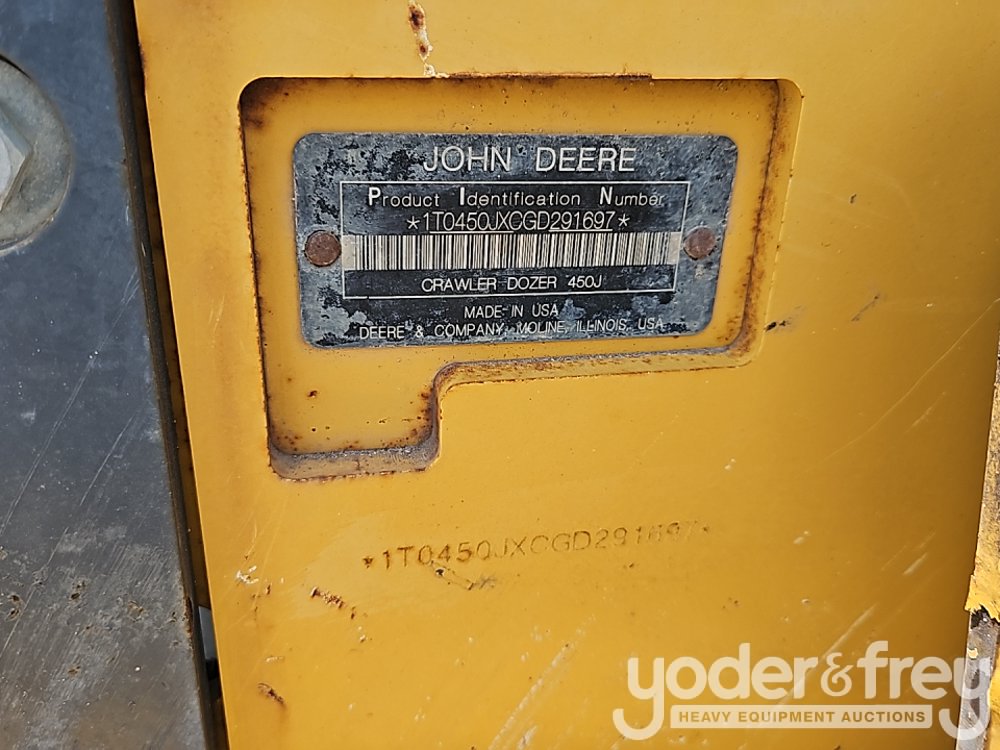 JOHN DEERE
Product Identification Number
*1T0450JXCGD291697*
CRAWLER DOZER 450J
MADE IN USA
DEERE & COMPANY, MOLINE, ILLINOIS, USA
*1T0450JXCGD291697*
yoder&frey
HEAVY EQUIPMENT AUCTIONS